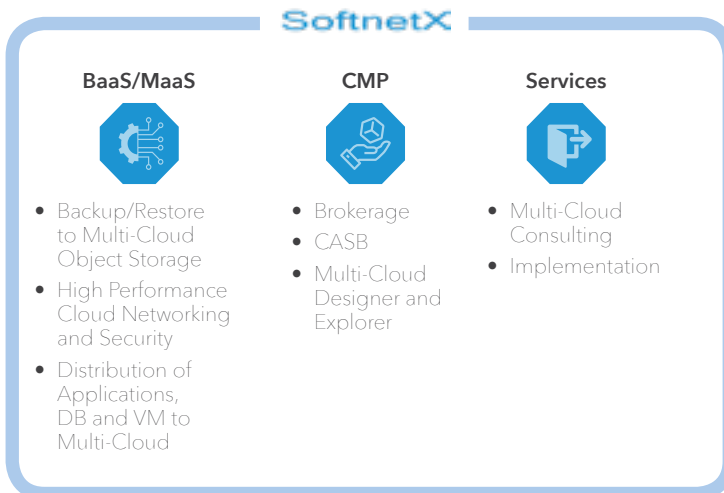 SoftnetX
BaaS/MaaS
• Backup/Restore
to Multi-Cloud
Object Storage
• High Performance
Cloud Networking
and Security
• Distribution of
Applications,
DB and VM to
Multi-Cloud
CMP
• Brokerage
• CASB
• Multi-Cloud
Designer and
Explorer
Services
• Multi-Cloud
Consulting
• Implementation